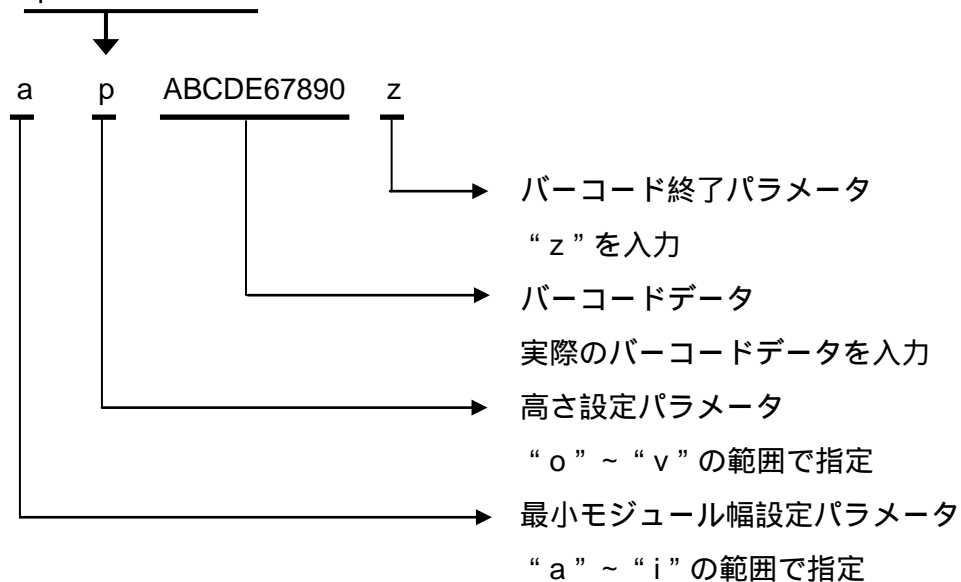 a p ABCDE67890 z
バーコード終了パラメータ
“z”を入力
バーコードデータ
実際のバーコードデータを入力
高さ設定パラメータ
“o”~“v”の範囲で指定
最小モジュール幅設定パラメータ
“a”~“i”の範囲で指定